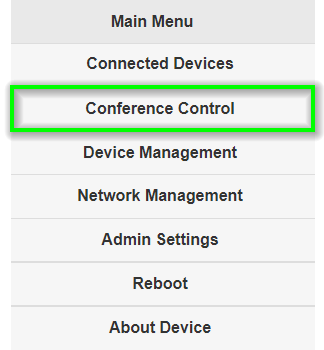 Main Menu
Connected Devices
Conference Control
Device Management
Network Management
Admin Settings
Reboot
About Device